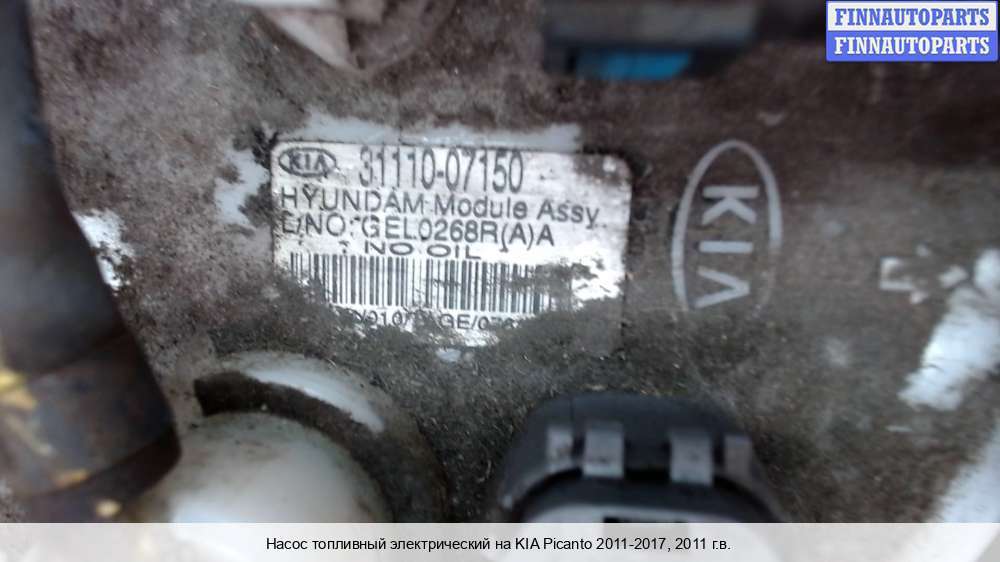 FINNAUTOPARTS
FINNAUTOPARTS
KIA 31110-07150
HYUNDAM Module Assy
L/NO: GEL0268R(A)A
NO OIL
KIA
Насос топливный электрический на KIA Picanto 2011-2017, 2011 г.в.